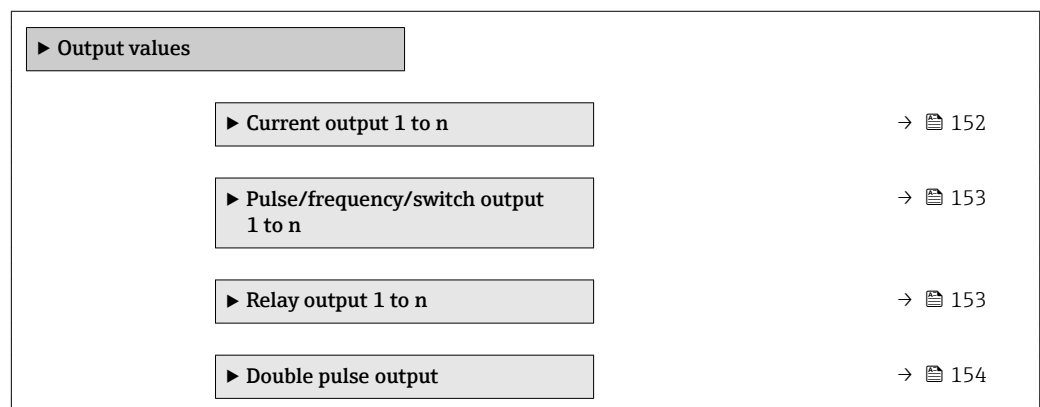 ▶ Output values
▶ Current output 1 to n → 152
▶ Pulse/frequency/switch output → 153
1 to n
▶ Relay output 1 to n → 153
▶ Double pulse output → 154